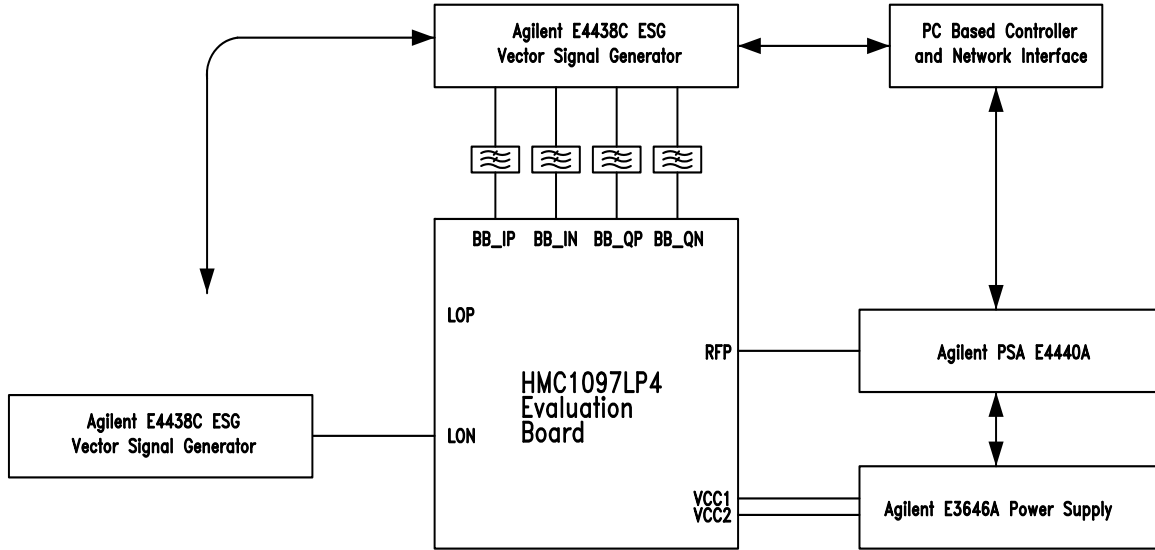 Agilent E4438C ESG
Vector Signal Generator
PC Based Controller
and Network Interface
BB_IP BB_IN BB_QP BB_QN
LOP
RFP
Agilent PSA E4440A
HMC1097LP4
Evaluation
Board
Agilent E4438C ESG
Vector Signal Generator
LON
VCC1
VCC2
Agilent E3646A Power Supply